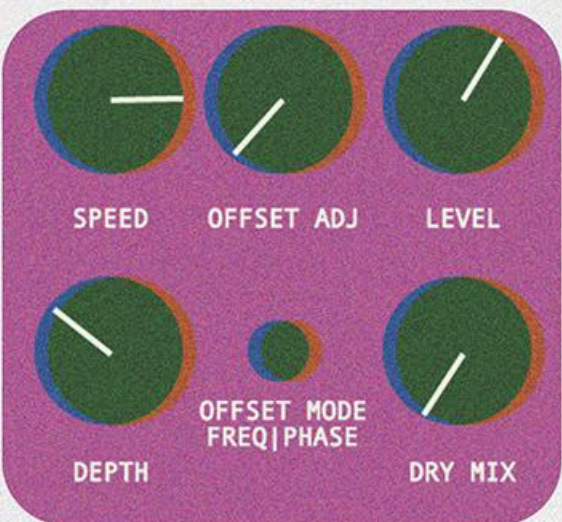 SPEED
OFFSET ADJ
LEVEL
OFFSET MODE
FREQ|PHASE
DEPTH
DRY MIX